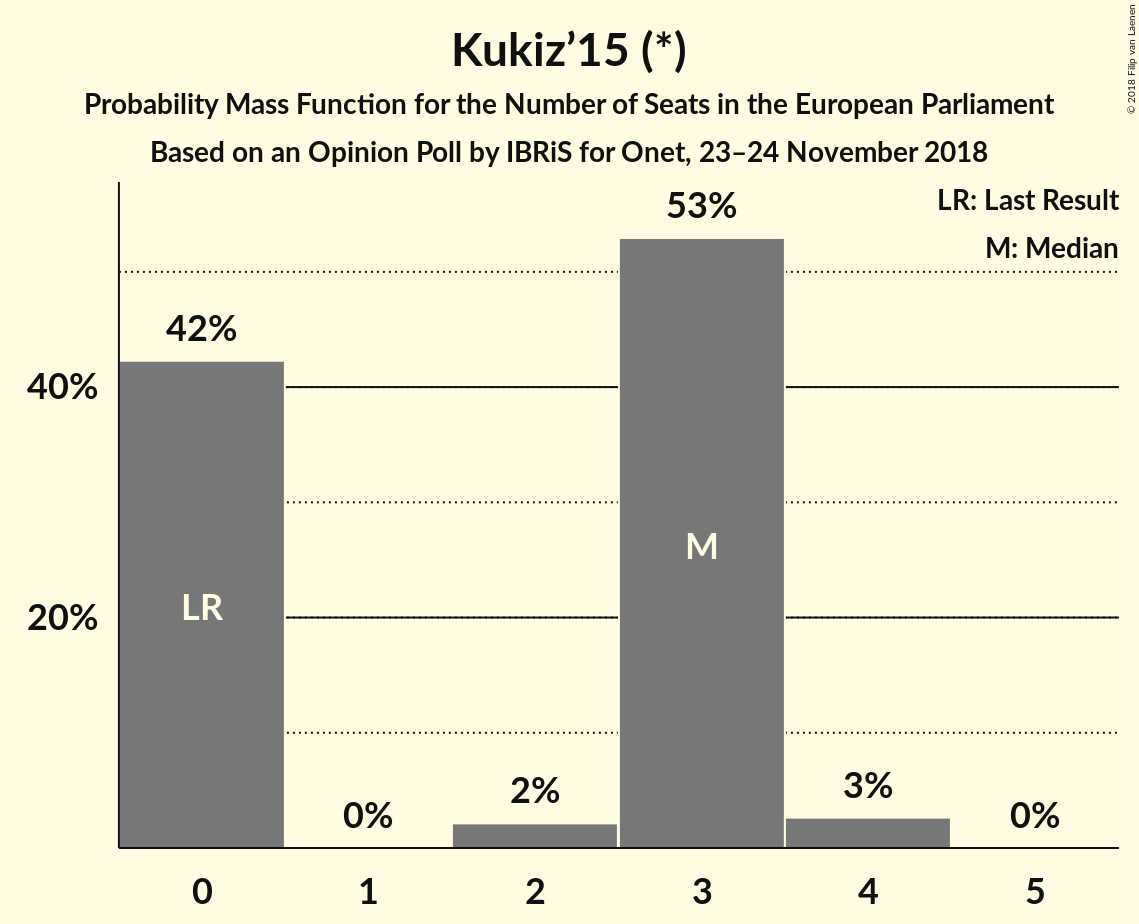 Kukiz’15 (*)
Probability Mass Function for the Number of Seats in the European Parliament
Based on an Opinion Poll by IBRiS for Onet, 23–24 November 2018
© 2018 Filip van Laenen
LR: Last Result
M: Median
53%
42%
40%
M
LR
20%
0%
2%
3%
0%
0 1 2 3 4 5